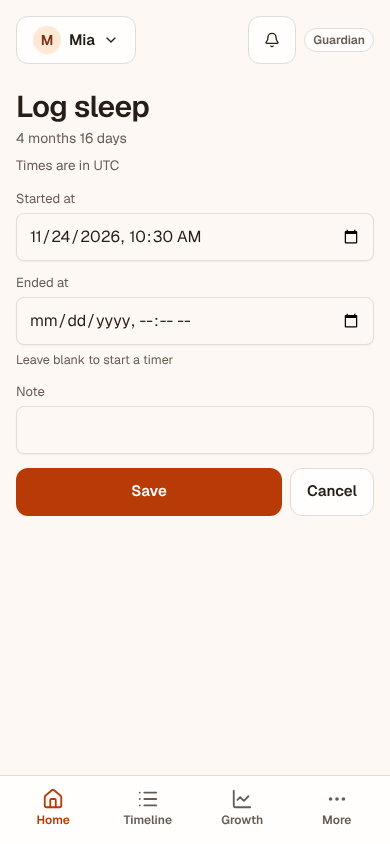 M Mia
Guardian
Log sleep
4 months 16 days
Times are in UTC
Started at
11/24/2026, 10:30 AM
Ended at
mm/dd/yyyy, --:-- --
Leave blank to start a timer
Note
Save
Cancel
Home
Timeline
Growth
More